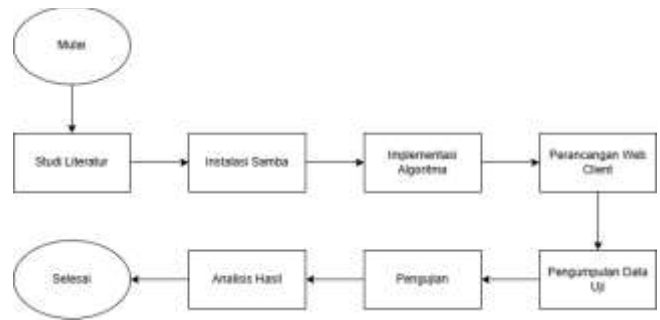 Mulai
Studi Literatur
Instalasi Samba
Implementasi
Algoritma
Perancangan Web
Client
Pengumpulan Data
Uji
Pengujian
Analisis Hasil
Selesai